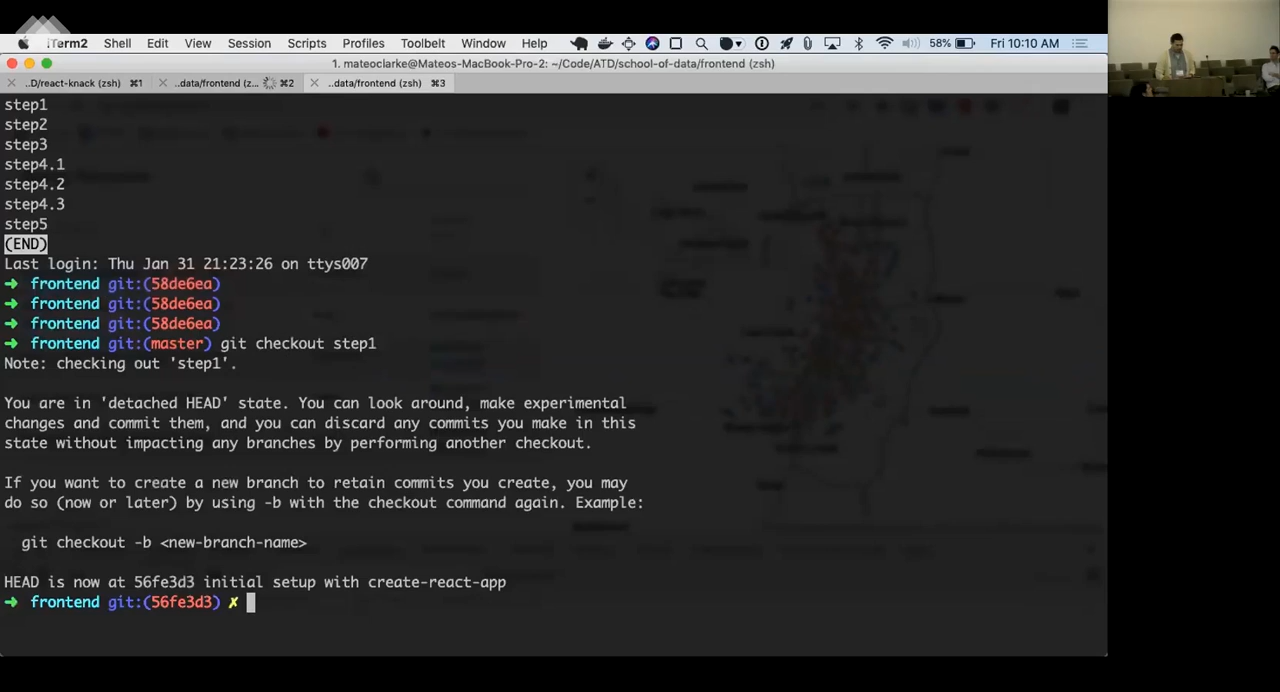 iTerm2 Shell Edit View Session Scripts Profiles Toolbelt Window Help 58% Fri 10:10 AM
1. mateoclarke@Mateos-MacBook-Pro-2: ~/Code/ATD/school-of-data/frontend (zsh)
..D/react-knack (zsh) ⌘1 ..data/frontend (z... ⌘2 ..data/frontend (zsh) ⌘3
step1
step2
step3
step4.1
step4.2
step4.3
step5
(END)
Last login: Thu Jan 31 21:23:26 on ttys007
➜ frontend git:(58de6ea)
➜ frontend git:(58de6ea)
➜ frontend git:(58de6ea)
➜ frontend git:(master) git checkout step1
Note: checking out 'step1'.
You are in 'detached HEAD' state. You can look around, make experimental
changes and commit them, and you can discard any commits you make in this
state without impacting any branches by performing another checkout.
If you want to create a new branch to retain commits you create, you may
do so (now or later) by using -b with the checkout command again. Example:
git checkout -b <new-branch-name>
HEAD is now at 56fe3d3 initial setup with create-react-app
➜ frontend git:(56fe3d3) ✗